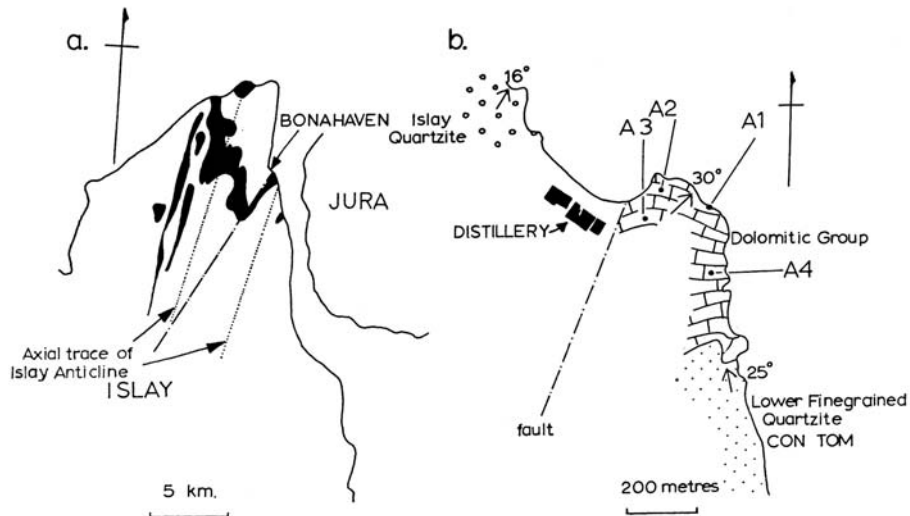 a.
BONAHAVEN
JURA
Axial trace of
Islay Anticline
ISLAY
5 km.
b.
16°
Islay
Quartzite
A3
A2
A1
30°
DISTILLERY
Dolomitic Group
A4
25°
Lower Finegrained
Quartzite
CON TOM
fault
200 metres